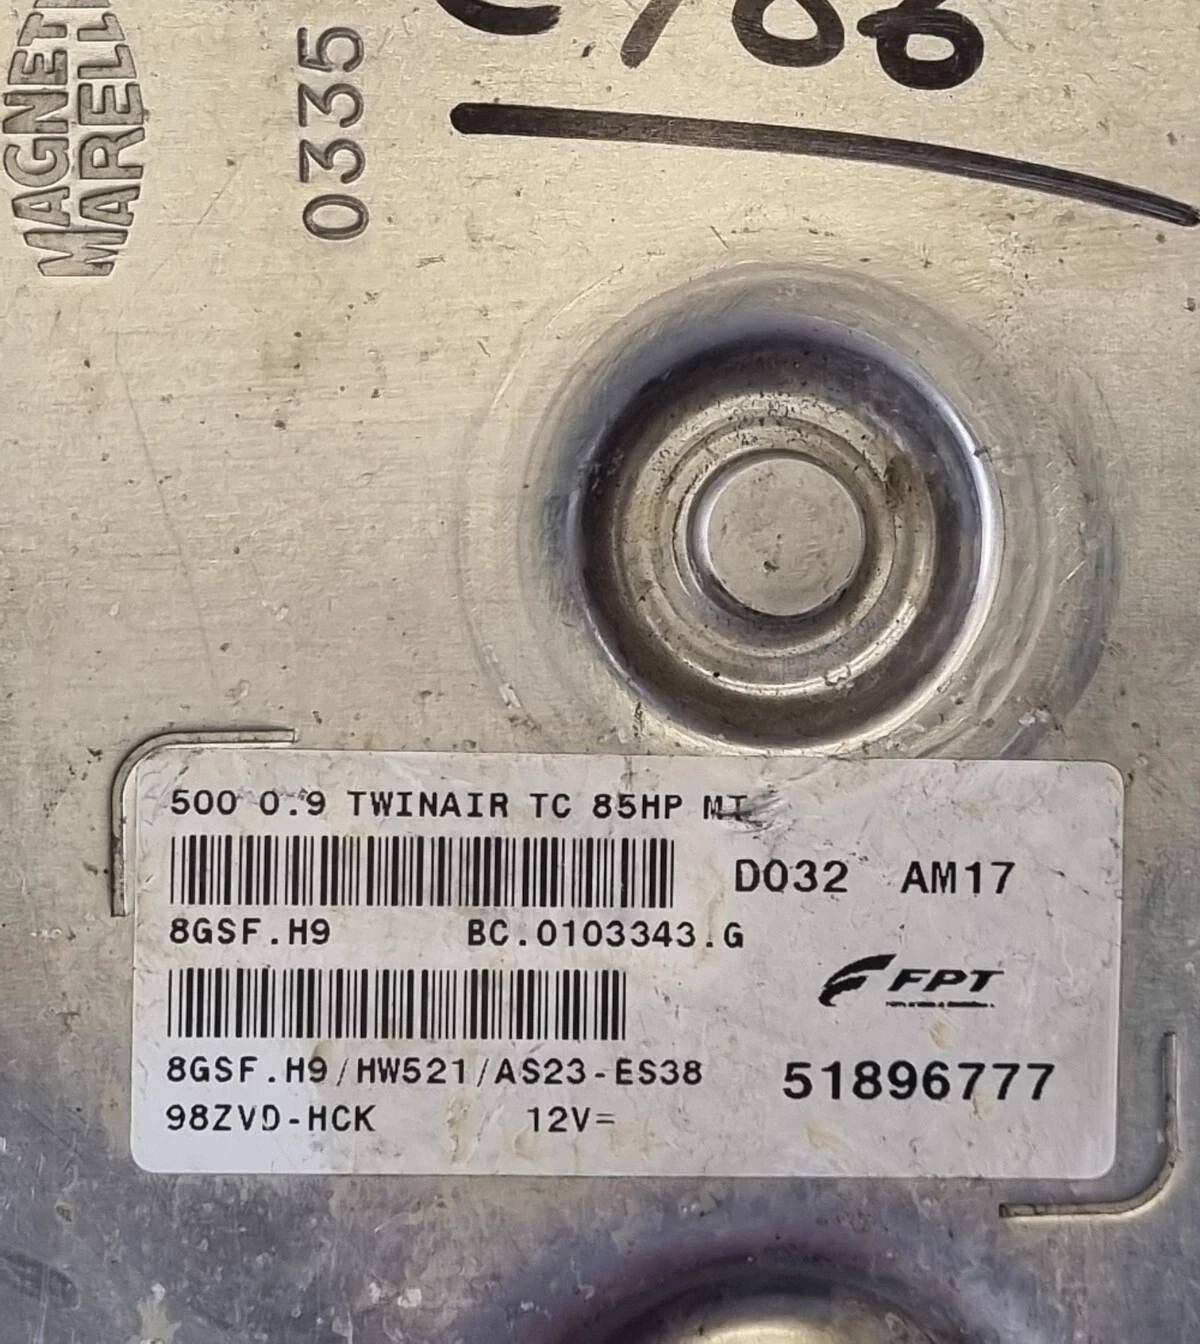 MAGNETI
MARELLI
0335
500 0.9 TWINAIR TC 85HP MT
D032 AM17
8GSF.H9 BC.0103343.G
FPT
8GSF.H9/HW521/AS23-ES38
51896777
98ZVD-HCK 12V=